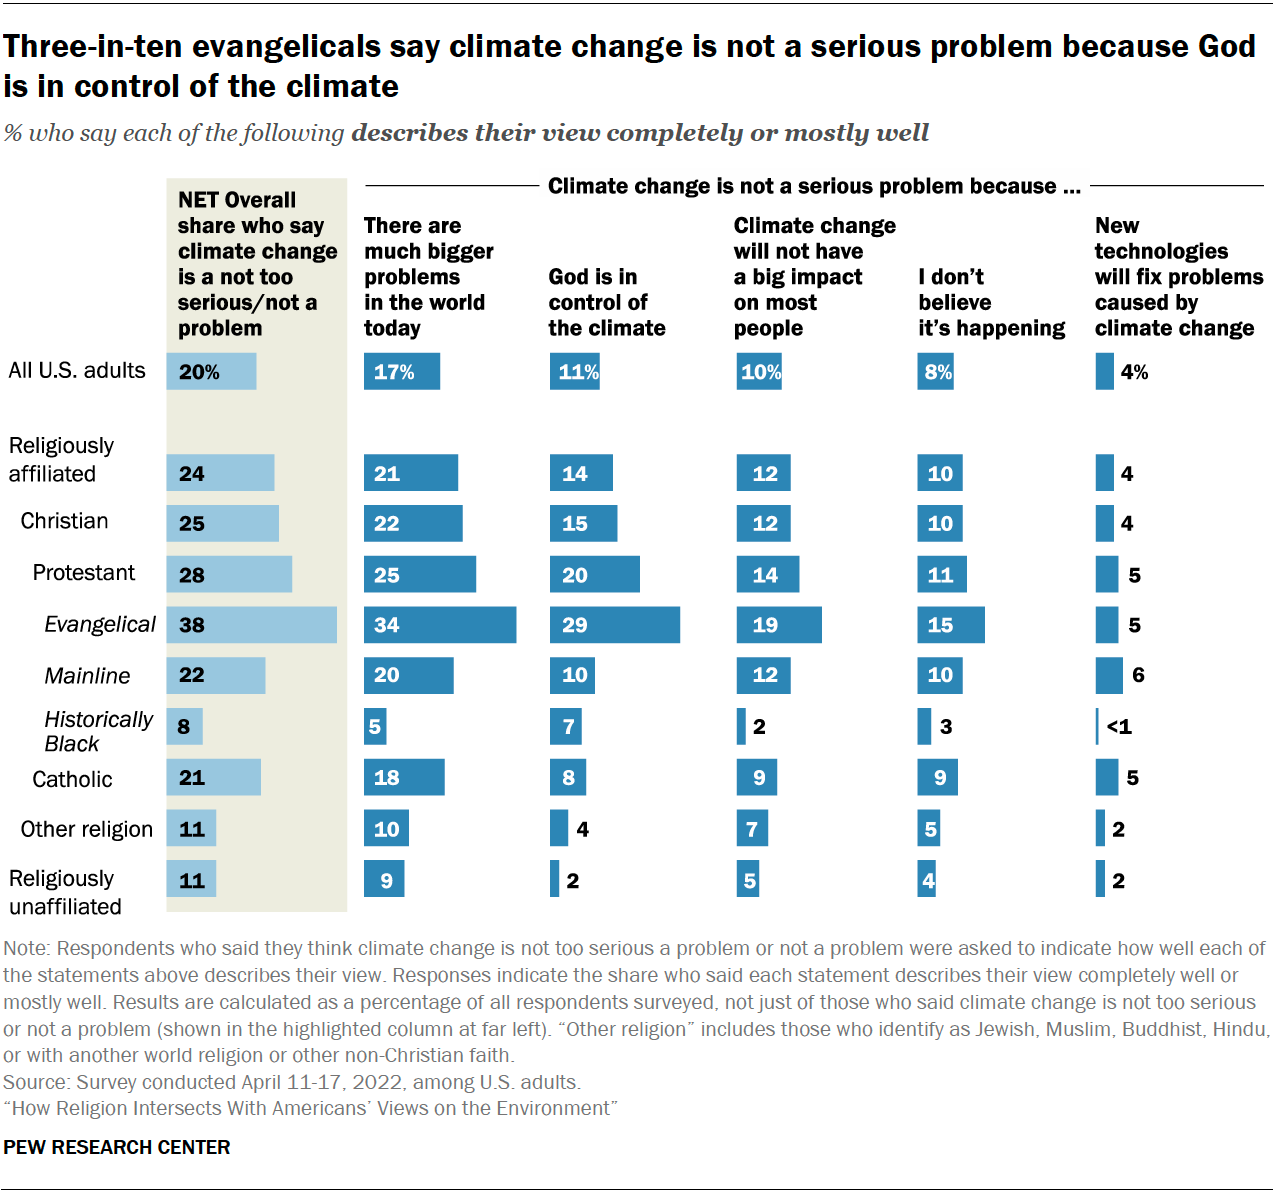 Three-in-ten evangelicals say climate change is not a serious problem because God
is in control of the climate
% who say each of the following describes their view completely or mostly well
Climate change is not a serious problem because ...
NET Overall
share who say
climate change
is a not too
serious/not a
problem
There are
much bigger
problems
in the world
today
God is in
control of
the climate
Climate change
will not have
a big impact
on most
people
I don't
believe
it's happening
New
technologies
will fix problems
caused by
climate change
All U.S. adults 20% 17% 11% 10% 8% 4%
Religiously
affiliated 24 21 14 12 10 4
Christian 25 22 15 12 10 4
Protestant 28 25 20 14 11 5
Evangelical 38 34 29 19 15 5
Mainline 22 20 10 12 10 6
Historically
Black 8 5 7 2 3 <1
Catholic 21 18 8 9 9 5
Other religion 11 10 4 7 5 2
Religiously
unaffiliated 11 9 2 5 4 2
Note: Respondents who said they think climate change is not too serious a problem or not a problem were asked to indicate how well each of
the statements above describes their view. Responses indicate the share who said each statement describes their view completely well or
mostly well. Results are calculated as a percentage of all respondents surveyed, not just of those who said climate change is not too serious
or not a problem (shown in the highlighted column at far left). “Other religion” includes those who identify as Jewish, Muslim, Buddhist, Hindu,
or with another world religion or other non-Christian faith.
Source: Survey conducted April 11-17, 2022, among U.S. adults.
“How Religion Intersects With Americans’ Views on the Environment”
PEW RESEARCH CENTER